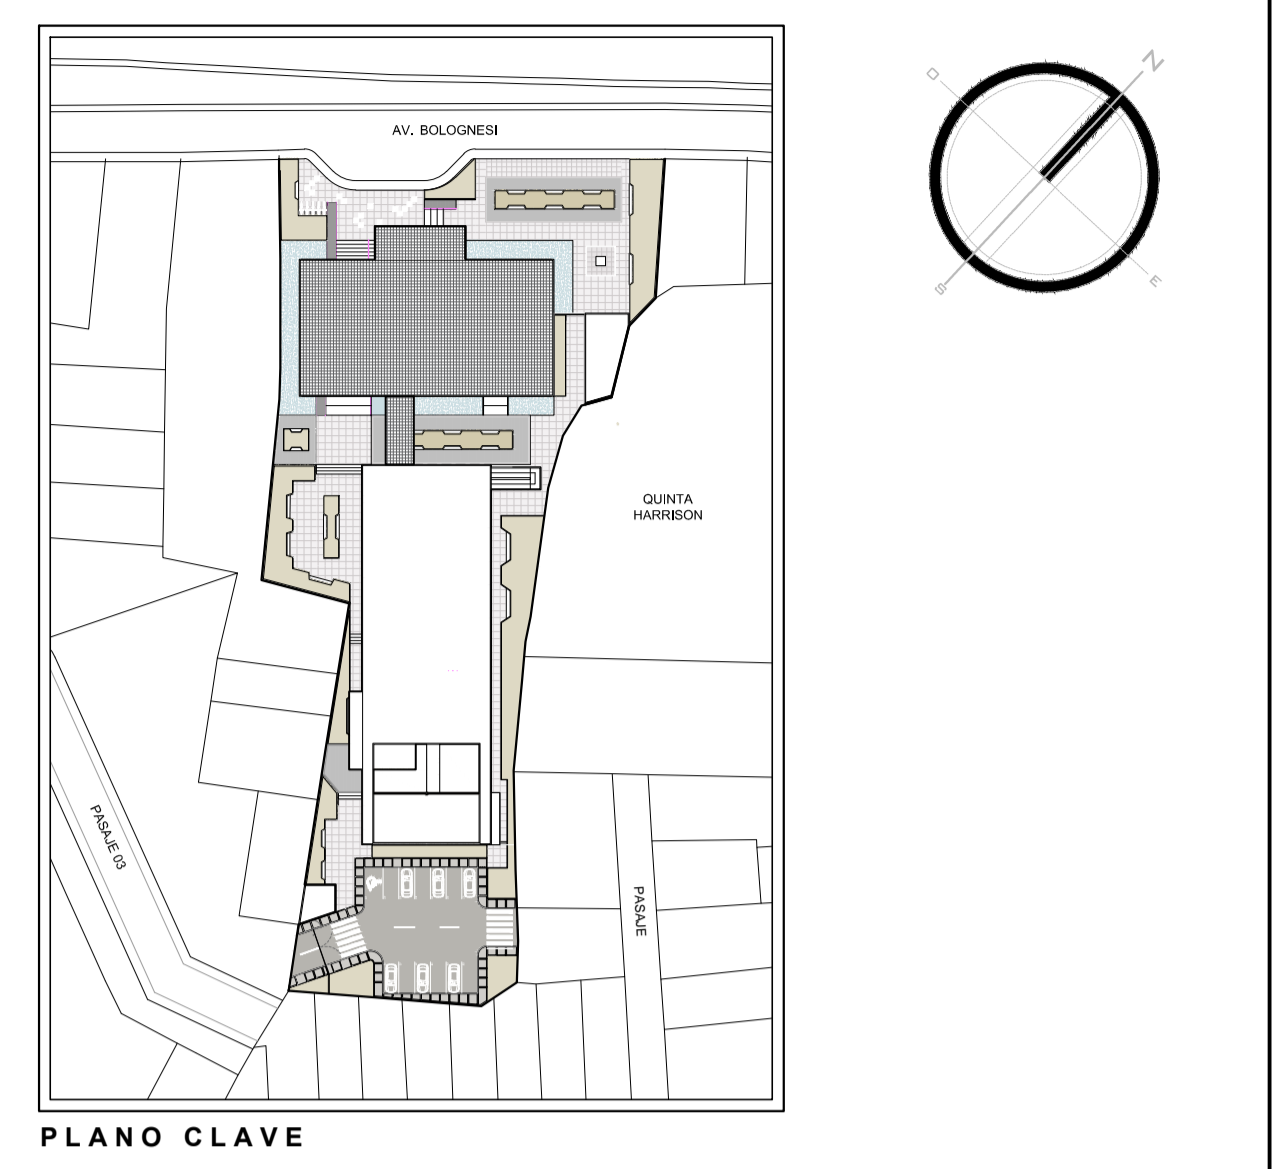 AV. BOLOGNESI
QUINTA
HARRISON
PASAJE 03
PASAJE
PLANO CLAVE
O
N
S
E